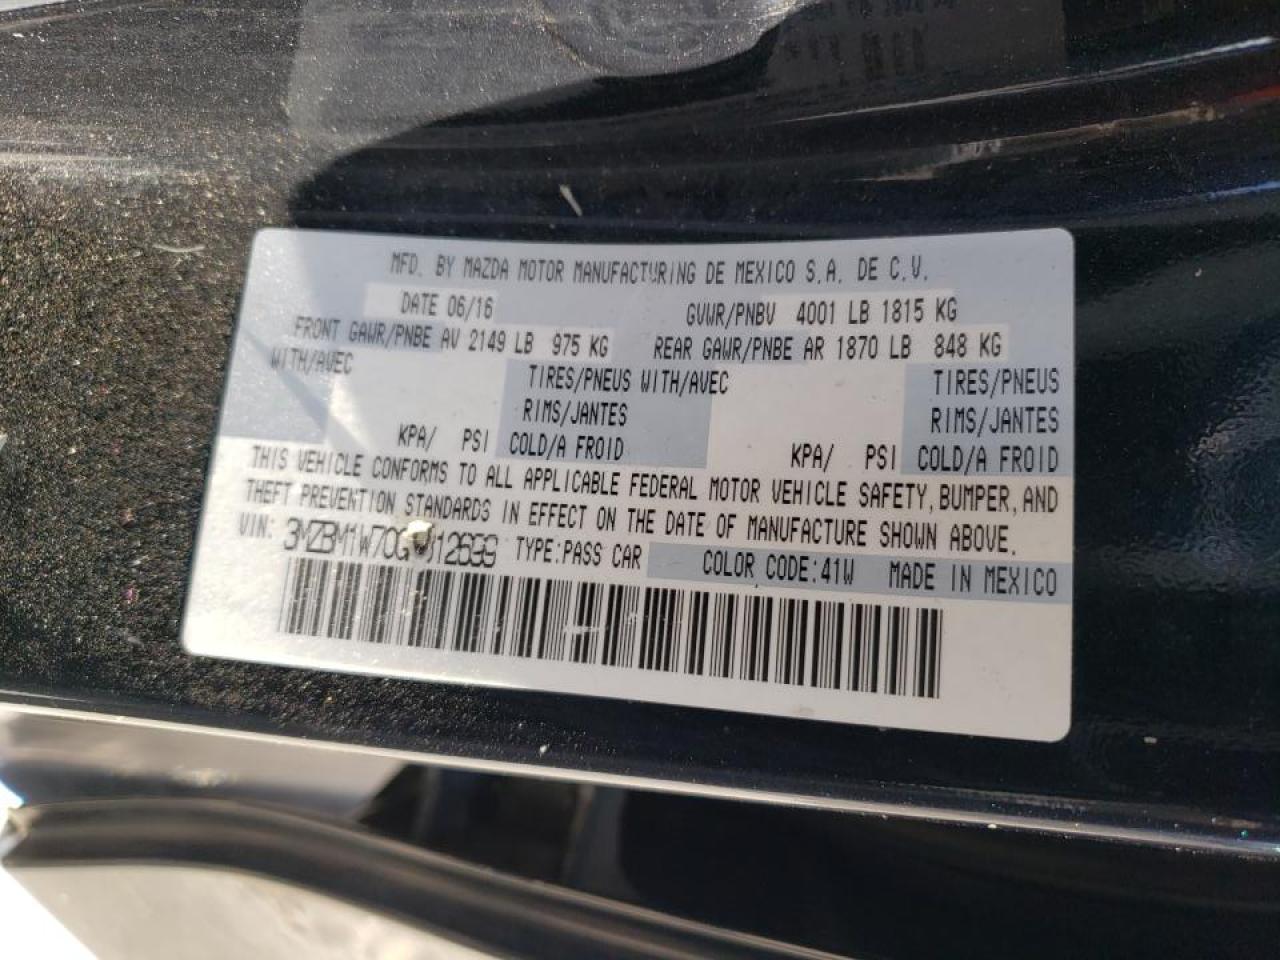 MFD. BY MAZDA MOTOR MANUFACTURING DE MEXICO S.A. DE C.V.
DATE 06/16 GVWR/PNBV 4001 LB 1815 KG
FRONT GAWR/PNBE AV 2149 LB 975 KG REAR GAWR/PNBE AR 1870 LB 848 KG
WITH/AVEC TIRES/PNEUS WITH/AVEC TIRES/PNEUS
RIMS/JANTES RIMS/JANTES
KPA/ PSI COLD/A FROID KPA/ PSI COLD/A FROID
THIS VEHICLE CONFORMS TO ALL APPLICABLE FEDERAL MOTOR VEHICLE SAFETY, BUMPER, AND
THEFT PREVENTION STANDARDS IN EFFECT ON THE DATE OF MANUFACTURE SHOWN ABOVE.
VIN: TYPE:PASS CAR COLOR CODE:41W MADE IN MEXICO